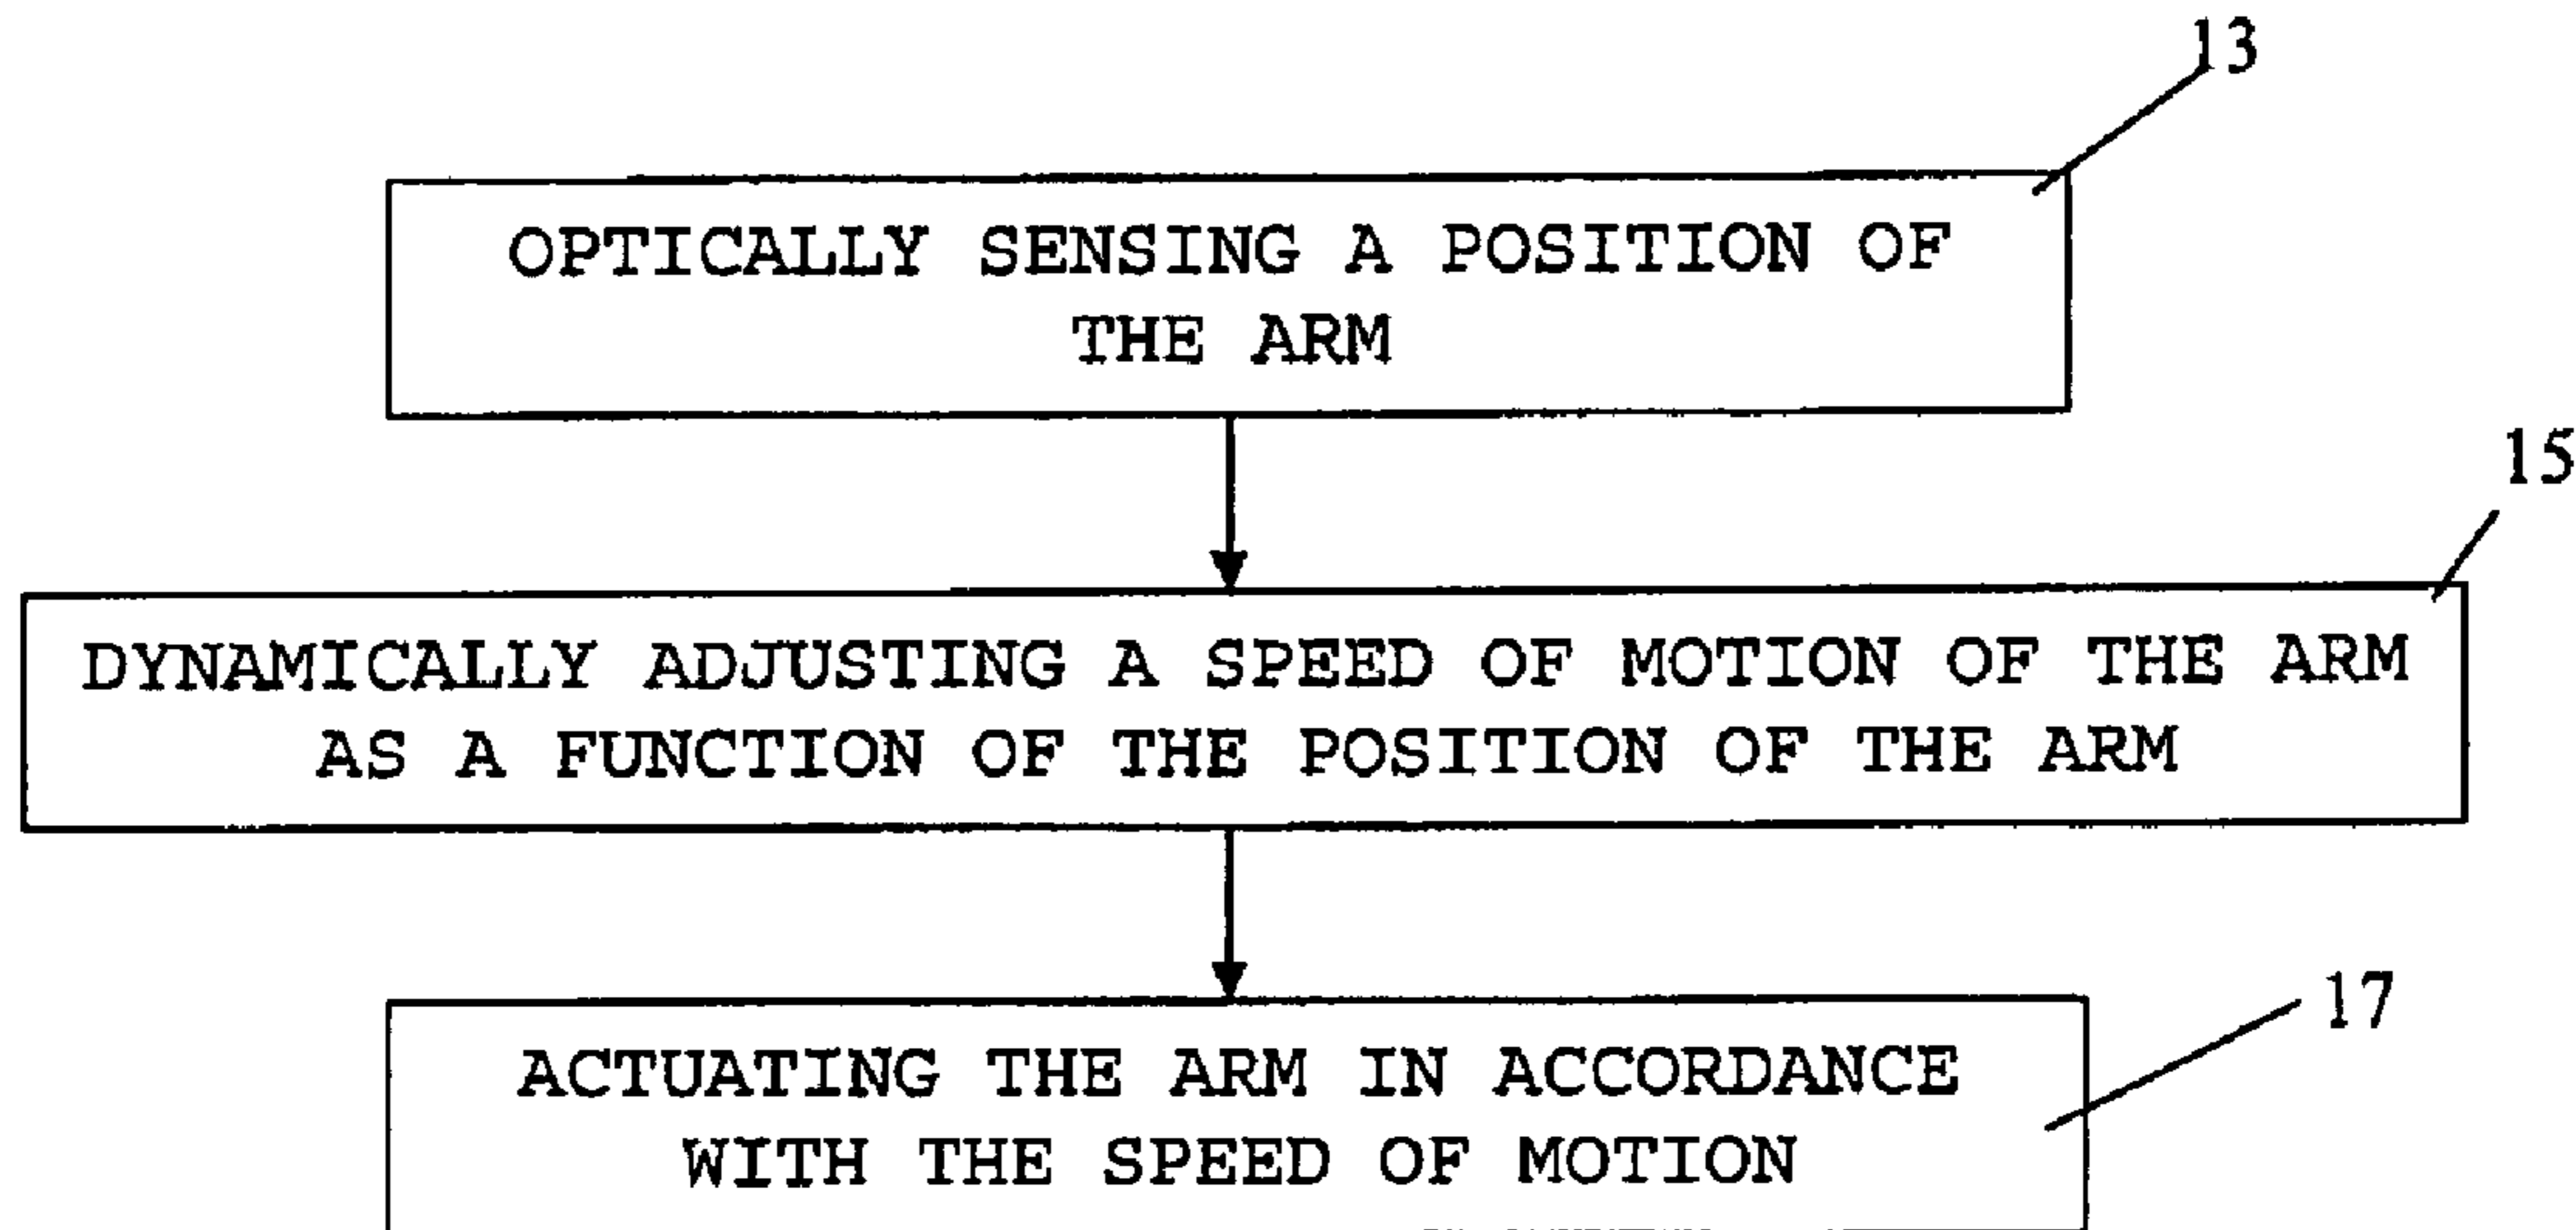 13
OPTICALLY SENSING A POSITION OF
THE ARM
15
DYNAMICALLY ADJUSTING A SPEED OF MOTION OF THE ARM
AS A FUNCTION OF THE POSITION OF THE ARM
17
ACTUATING THE ARM IN ACCORDANCE
WITH THE SPEED OF MOTION